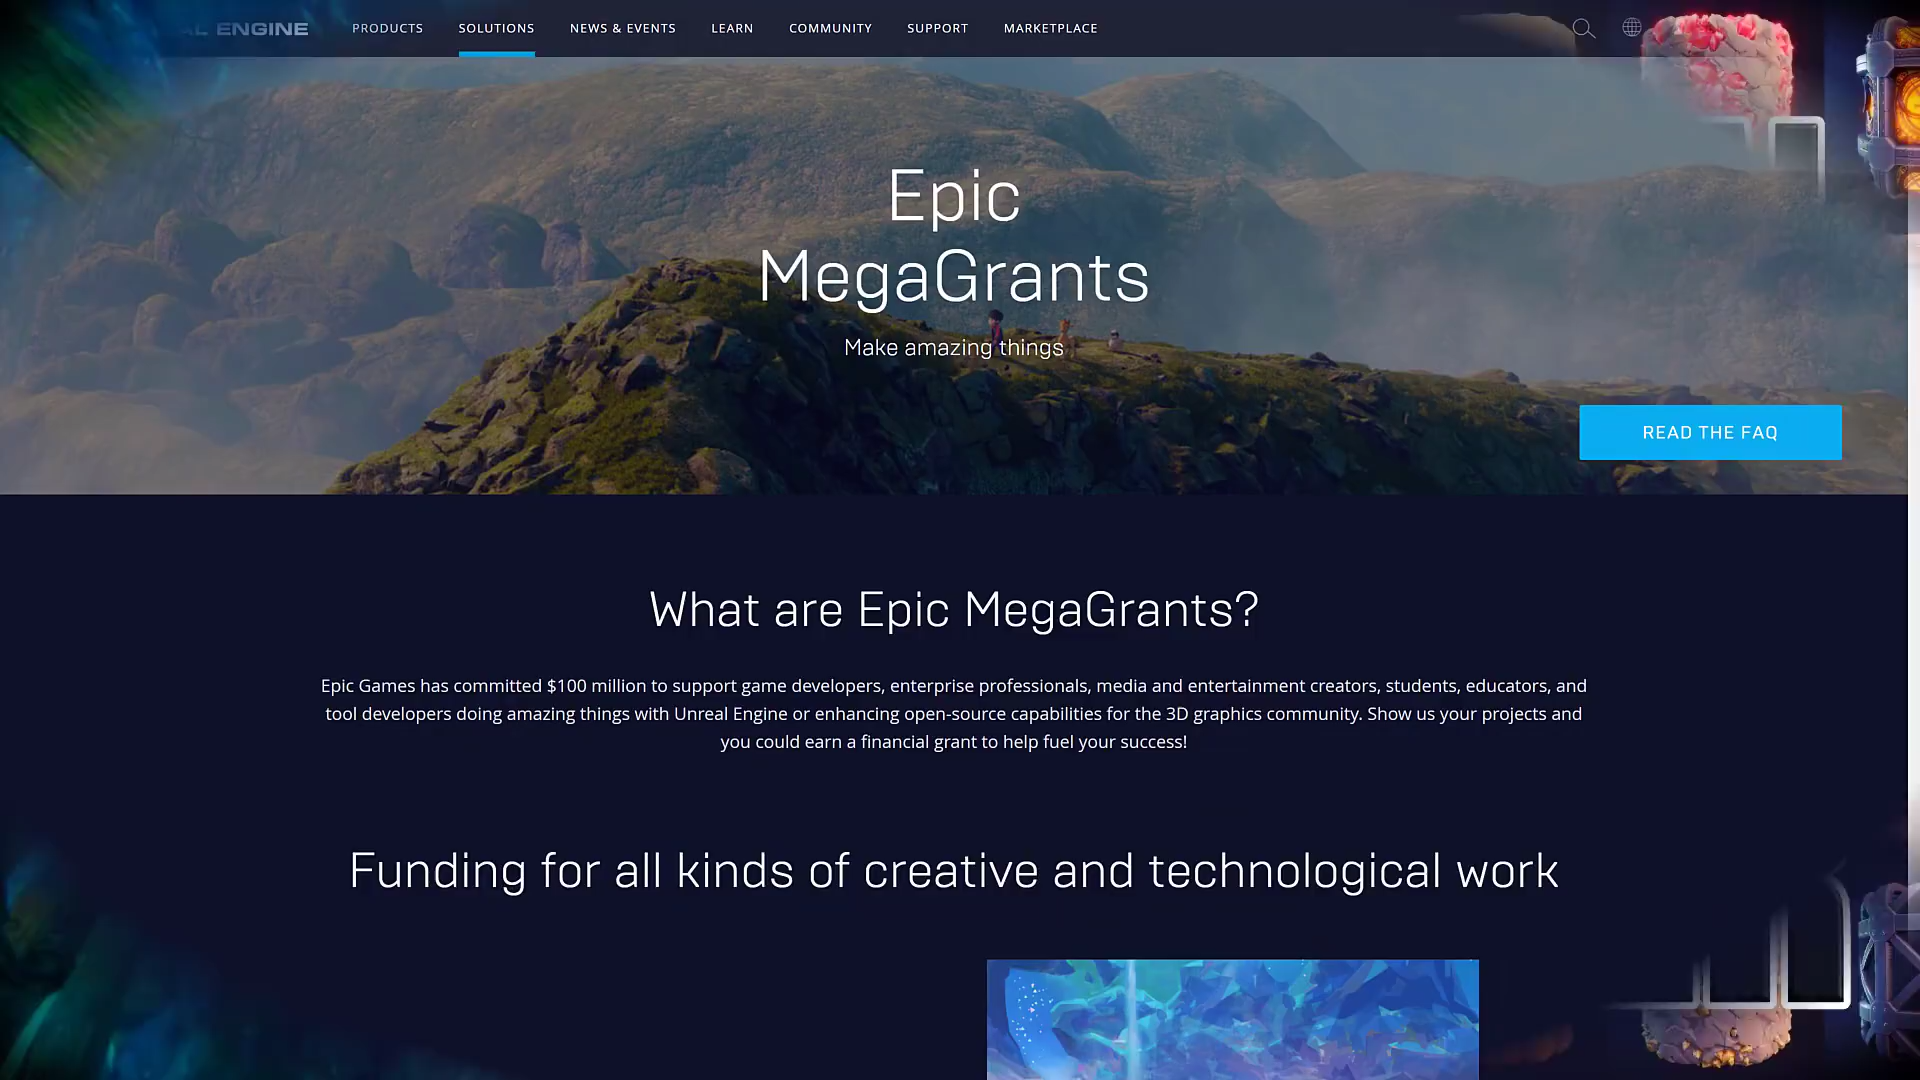 ENGINE
PRODUCTS
SOLUTIONS
NEWS & EVENTS
LEARN
COMMUNITY
SUPPORT
MARKETPLACE
Epic
MegaGrants
Make amazing things
READ THE FAQ
What are Epic MegaGrants?
Epic Games has committed $100 million to support game developers, enterprise professionals, media and entertainment creators, students, educators, and
tool developers doing amazing things with Unreal Engine or enhancing open-source capabilities for the 3D graphics community. Show us your projects and
you could earn a financial grant to help fuel your success!
Funding for all kinds of creative and technological work